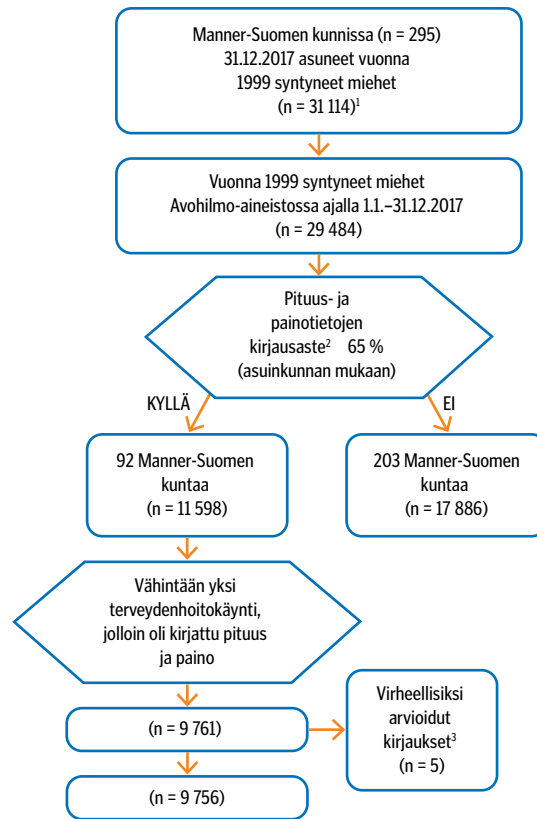 Manner-Suomen kunnissa (n = 295)
31.12.2017 asuneet vuonna
1999 syntyneet miehet
(n = 31 114)¹
Vuonna 1999 syntyneet miehet
Avohilmo-aineistossa ajalla 1.1.–31.12.2017
(n = 29 484)
Pituus- ja
painotietojen
kirjausaste² 65 %
(asuinkunnan mukaan)
KYLLÄ
EI
92 Manner-Suomen
kuntaa
(n = 11 598)
203 Manner-Suomen
kuntaa
(n = 17 886)
Vähintään yksi
terveydenhoitokäynti,
jolloin oli kirjattu pituus
ja paino
(n = 9 761)
Virheellisiksi
arvioidut
kirjaukset³
(n = 5)
(n = 9 756)